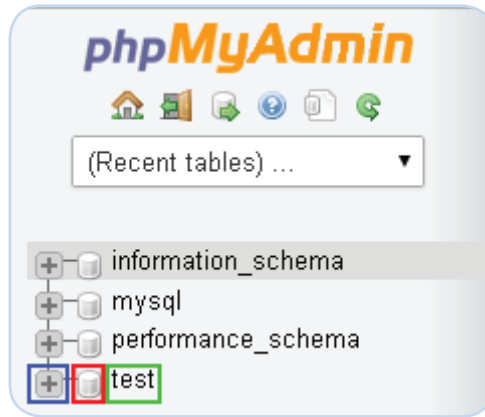 phpMyAdmin
(Recent tables) ...
information_schema
mysql
performance_schema
test